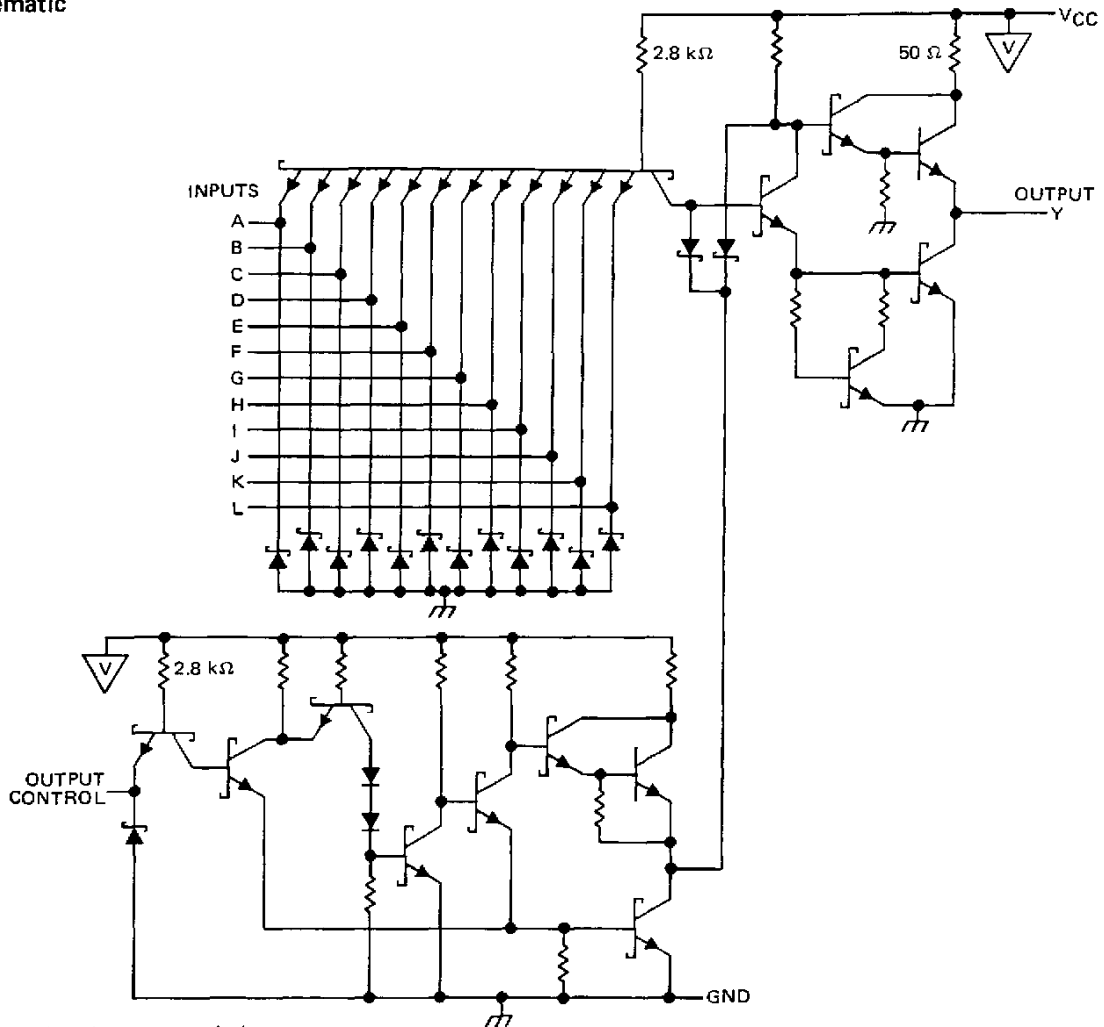 ematic
VCC
2.8 kΩ
50 Ω
V
INPUTS
A
B
C
D
E
F
G
H
I
J
K
L
OUTPUT
Y
V
2.8 kΩ
OUTPUT
CONTROL
GND